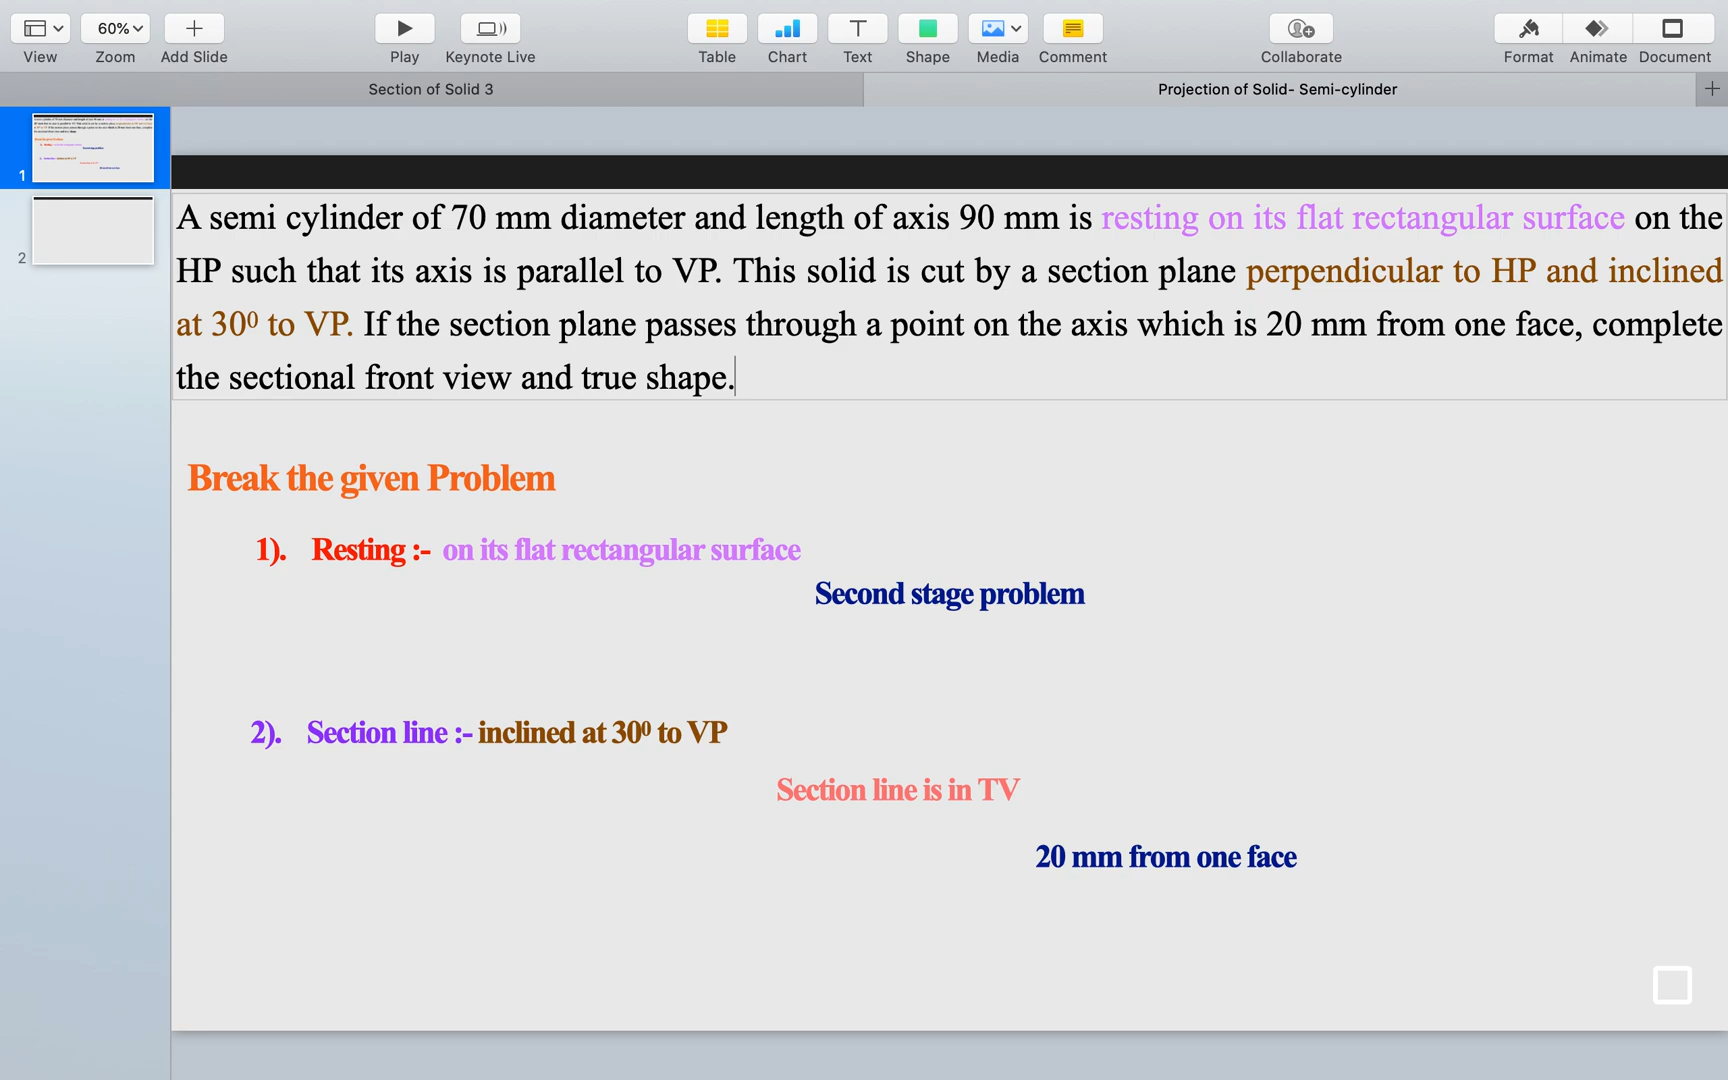 60%
View
Zoom
Add Slide
Play
Keynote Live
Table
Chart
Text
Shape
Media
Comment
Collaborate
Format
Animate
Document
Section of Solid 3
Projection of Solid- Semi-cylinder
1
2
A semi cylinder of 70 mm diameter and length of axis 90 mm is resting on its flat rectangular surface on the
HP such that its axis is parallel to VP. This solid is cut by a section plane perpendicular to HP and inclined
at 30⁰ to VP. If the section plane passes through a point on the axis which is 20 mm from one face, complete
the sectional front view and true shape.
Break the given Problem
1). Resting :- on its flat rectangular surface
Second stage problem
2). Section line :- inclined at 30⁰ to VP
Section line is in TV
20 mm from one face